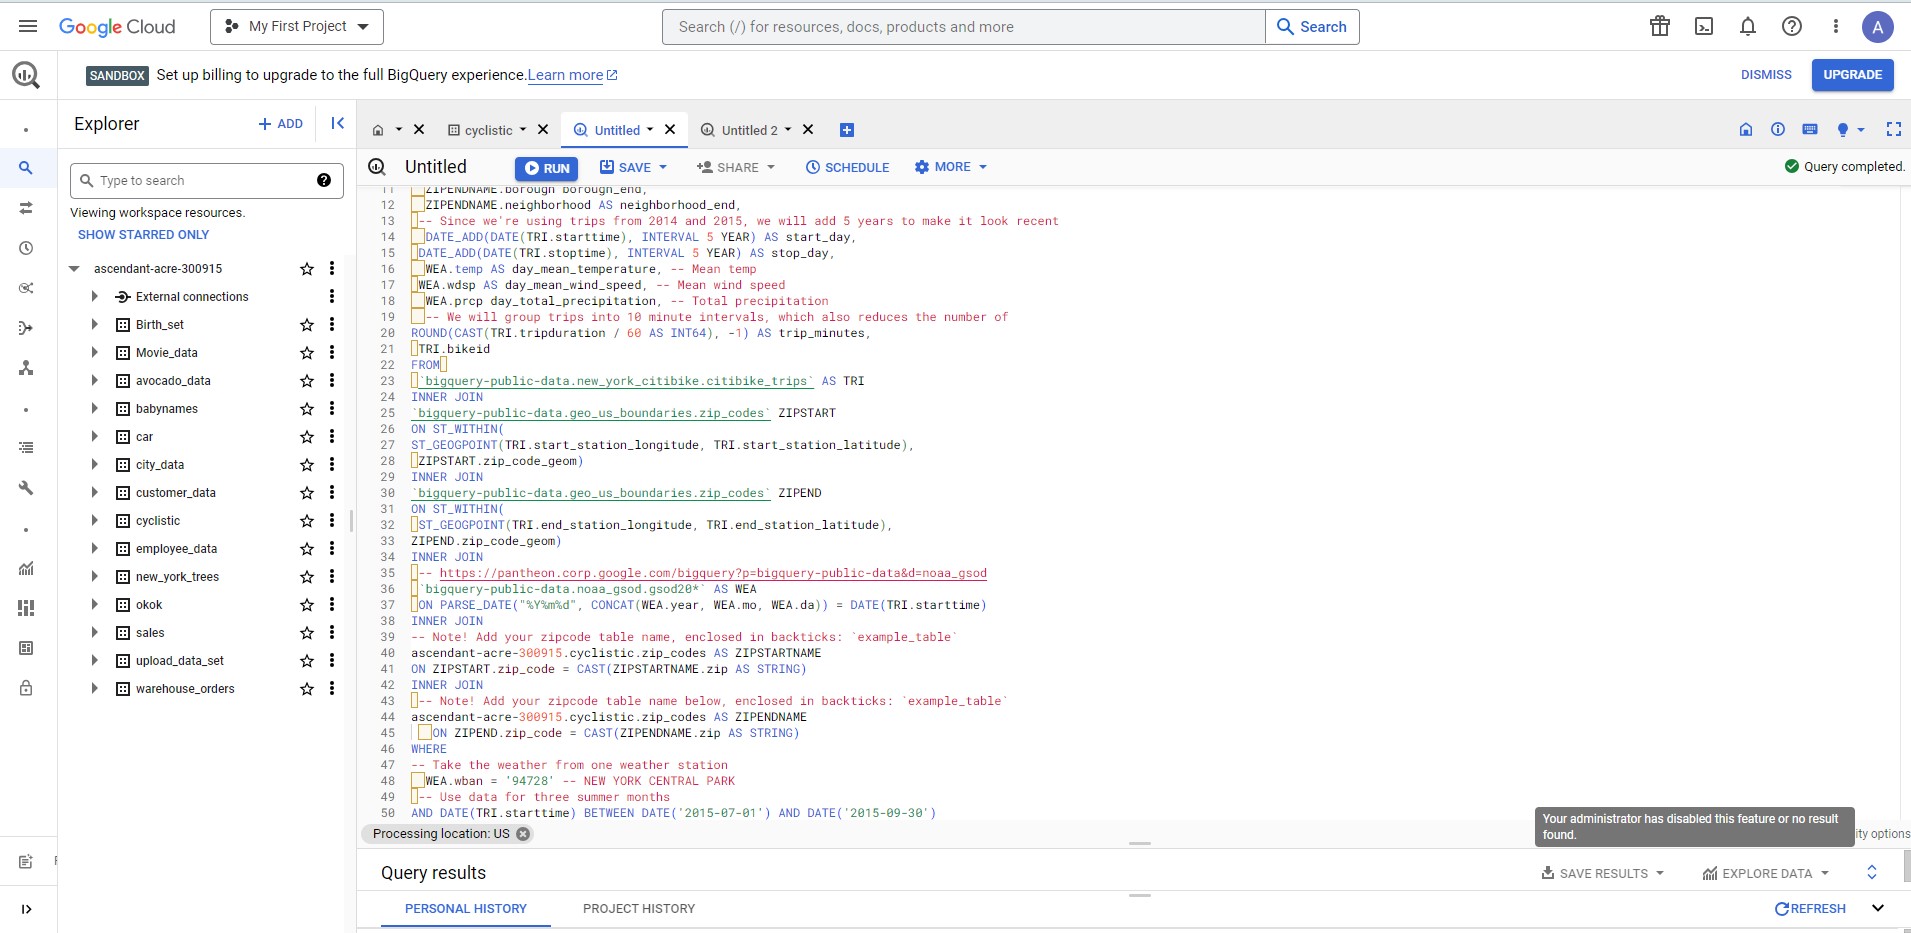 Google Cloud
My First Project
Search (/) for resources, docs, products and more
Search
A
SANDBOX Set up billing to upgrade to the full BigQuery experience. Learn more
DISMISS
UPGRADE
Explorer
+ ADD
cyclistic
Untitled
Untitled 2
Type to search
Viewing workspace resources.
SHOW STARRED ONLY
ascendant-acre-300915
External connections
Birth_set
Movie_data
avocado_data
babynames
car
city_data
customer_data
cyclistic
employee_data
new_york_trees
okok
sales
upload_data_set
warehouse_orders
Untitled
RUN
SAVE
SHARE
SCHEDULE
MORE
Query completed.
11 ZIPENDNAME.borough borough_end,
12 ZIPENDNAME.neighborhood AS neighborhood_end,
13 -- Since we're using trips from 2014 and 2015, we will add 5 years to make it look recent
14 DATE_ADD(DATE(TRI.starttime), INTERVAL 5 YEAR) AS start_day,
15 DATE_ADD(DATE(TRI.stoptime), INTERVAL 5 YEAR) AS stop_day,
16 WEA.temp AS day_mean_temperature, -- Mean temp
17 WEA.wdsp AS day_mean_wind_speed, -- Mean wind speed
18 WEA.prcp day_total_precipitation, -- Total precipitation
19 -- We will group trips into 10 minute intervals, which also reduces the number of
20 ROUND(CAST(TRI.tripduration / 60 AS INT64), -1) AS trip_minutes,
21 TRI.bikeid
22 FROM
23 `bigquery-public-data.new_york_citibike.citibike_trips` AS TRI
24 INNER JOIN
25 `bigquery-public-data.geo_us_boundaries.zip_codes` ZIPSTART
26 ON ST_WITHIN(
27 ST_GEOGPOINT(TRI.start_station_longitude, TRI.start_station_latitude),
28 ZIPSTART.zip_code_geom)
29 INNER JOIN
30 `bigquery-public-data.geo_us_boundaries.zip_codes` ZIPEND
31 ON ST_WITHIN(
32 ST_GEOGPOINT(TRI.end_station_longitude, TRI.end_station_latitude),
33 ZIPEND.zip_code_geom)
34 INNER JOIN
35 -- https://pantheon.corp.google.com/bigquery?p=bigquery-public-data&d=noaa_gsod
36 `bigquery-public-data.noaa_gsod.gsod20*` AS WEA
37 ON PARSE_DATE("%Y%m%d", CONCAT(WEA.year, WEA.mo, WEA.da)) = DATE(TRI.starttime)
38 INNER JOIN
39 -- Note! Add your zipcode table name, enclosed in backticks: `example_table`
40 ascendant-acre-300915.cyclistic.zip_codes AS ZIPSTARTNAME
41 ON ZIPSTART.zip_code = CAST(ZIPSTARTNAME.zip AS STRING)
42 INNER JOIN
43 -- Note! Add your zipcode table name below, enclosed in backticks: `example_table`
44 ascendant-acre-300915.cyclistic.zip_codes AS ZIPENDNAME
45 ON ZIPEND.zip_code = CAST(ZIPENDNAME.zip AS STRING)
46 WHERE
47 -- Take the weather from one weather station
48 WEA.wban = '94728' -- NEW YORK CENTRAL PARK
49 -- Use data for three summer months
50 AND DATE(TRI.starttime) BETWEEN DATE('2015-07-01') AND DATE('2015-09-30')
Processing location: US
Your administrator has disabled this feature or no result
found.
ity options
Query results
SAVE RESULTS
EXPLORE DATA
PERSONAL HISTORY
PROJECT HISTORY
REFRESH